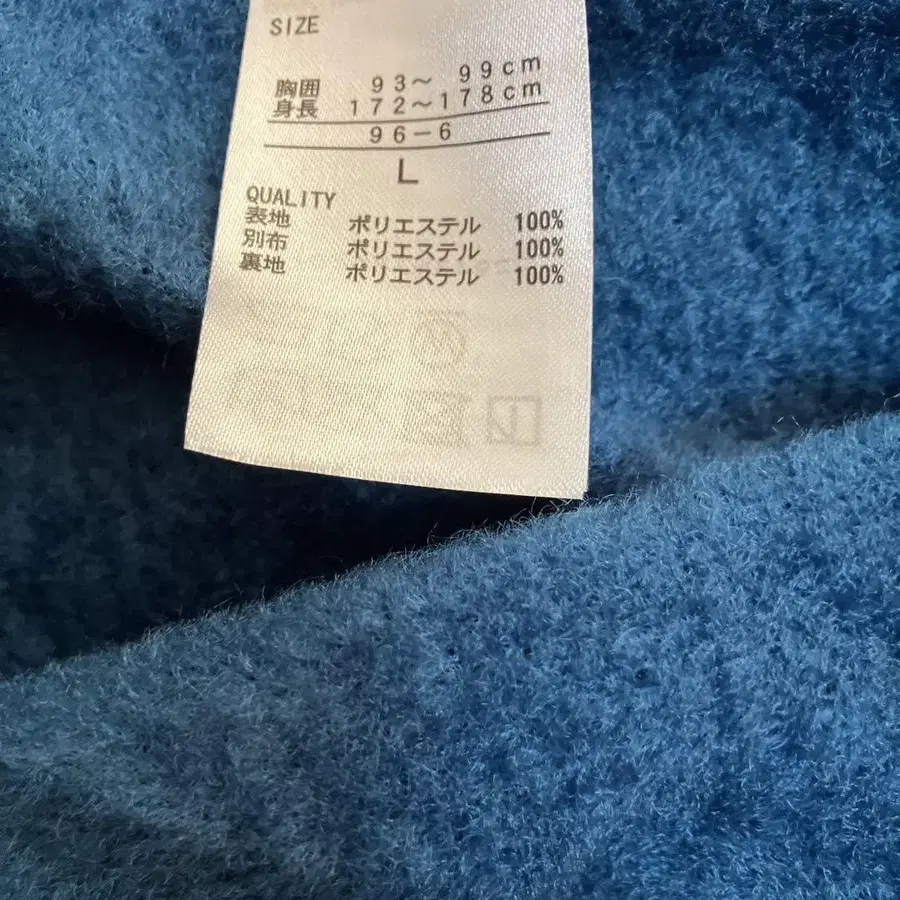 SIZE
胸囲 93～ 99cm
身長 172～178cm
96-6
L
QUALITY
表地 ポリエステル 100%
別布 ポリエステル 100%
裏地 ポリエステル 100%